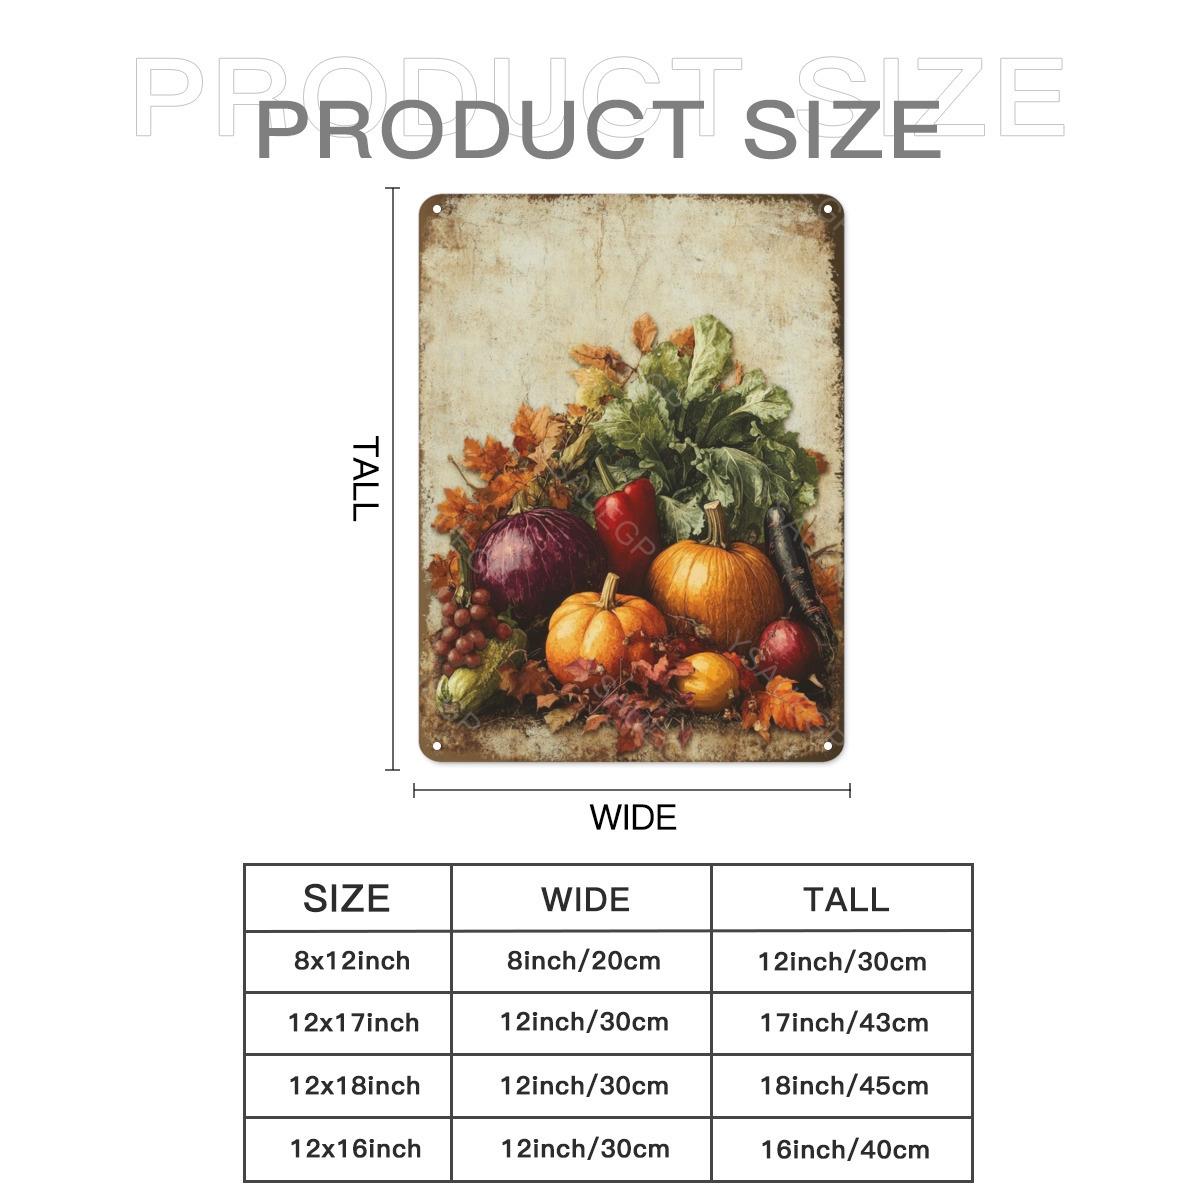 PRODUCT SIZE
PRODUCT SIZE
TALL
WIDE
SIZE WIDE TALL
8x12inch 8inch/20cm 12inch/30cm
12x17inch 12inch/30cm 17inch/43cm
12x18inch 12inch/30cm 18inch/45cm
12x16inch 12inch/30cm 16inch/40cm